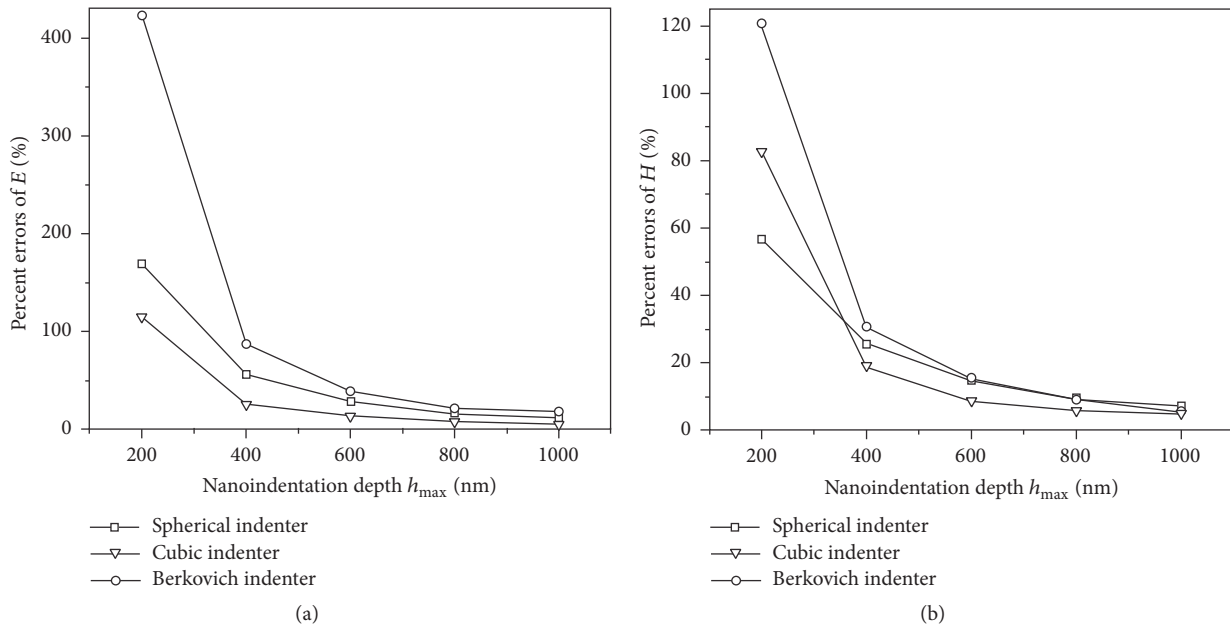 400
300
200
100
0
Percent errors of E (%)
200 400 600 800 1000
Nanoindentation depth hmax (nm)
Spherical indenter
Cubic indenter
Berkovich indenter
(a)
120
100
80
60
40
20
0
Percent errors of H (%)
200 400 600 800 1000
Nanoindentation depth hmax (nm)
Spherical indenter
Cubic indenter
Berkovich indenter
(b)